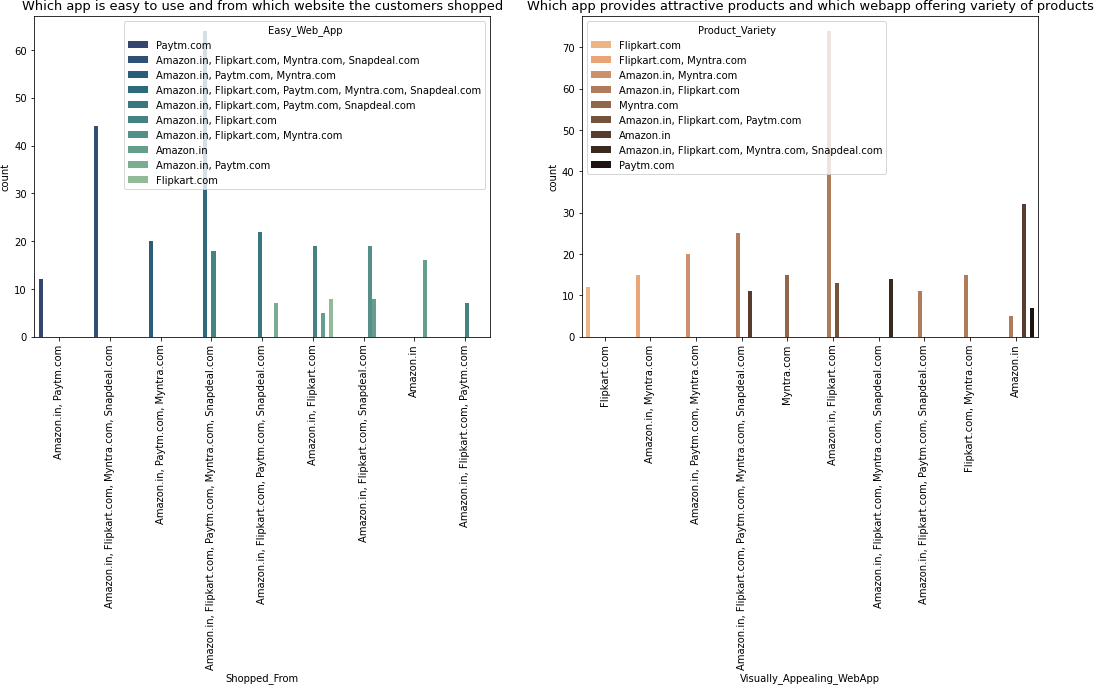 Which app is easy to use and from which website the customers shopped
Easy_Web_App
Paytm.com
Amazon.in, Flipkart.com, Myntra.com, Snapdeal.com
Amazon.in, Paytm.com, Myntra.com
Amazon.in, Flipkart.com, Paytm.com, Myntra.com, Snapdeal.com
Amazon.in, Flipkart.com, Paytm.com, Snapdeal.com
Amazon.in, Flipkart.com
Amazon.in, Flipkart.com, Myntra.com
Amazon.in
Amazon.in, Paytm.com
Flipkart.com
count
60
50
40
30
20
10
0
Amazon.in, Paytm.com
Amazon.in, Flipkart.com, Myntra.com, Snapdeal.com
Amazon.in, Paytm.com, Myntra.com
Amazon.in, Flipkart.com, Paytm.com, Myntra.com, Snapdeal.com
Amazon.in, Flipkart.com, Paytm.com, Snapdeal.com
Amazon.in, Flipkart.com
Amazon.in, Flipkart.com, Snapdeal.com
Amazon.in
Amazon.in, Flipkart.com, Paytm.com
Shopped_From
Which app provides attractive products and which webapp offering variety of products
Product_Variety
Flipkart.com
Flipkart.com, Myntra.com
Amazon.in, Myntra.com
Amazon.in, Flipkart.com
Myntra.com
Amazon.in, Flipkart.com, Paytm.com
Amazon.in
Amazon.in, Flipkart.com, Myntra.com, Snapdeal.com
Paytm.com
count
70
60
50
40
30
20
10
0
Flipkart.com
Amazon.in, Myntra.com
Amazon.in, Paytm.com, Myntra.com
Amazon.in, Flipkart.com, Paytm.com, Myntra.com, Snapdeal.com
Myntra.com
Amazon.in, Flipkart.com
Amazon.in, Flipkart.com, Myntra.com, Snapdeal.com
Amazon.in, Flipkart.com, Paytm.com, Snapdeal.com
Flipkart.com, Myntra.com
Amazon.in
Visually_Appealing_WebApp